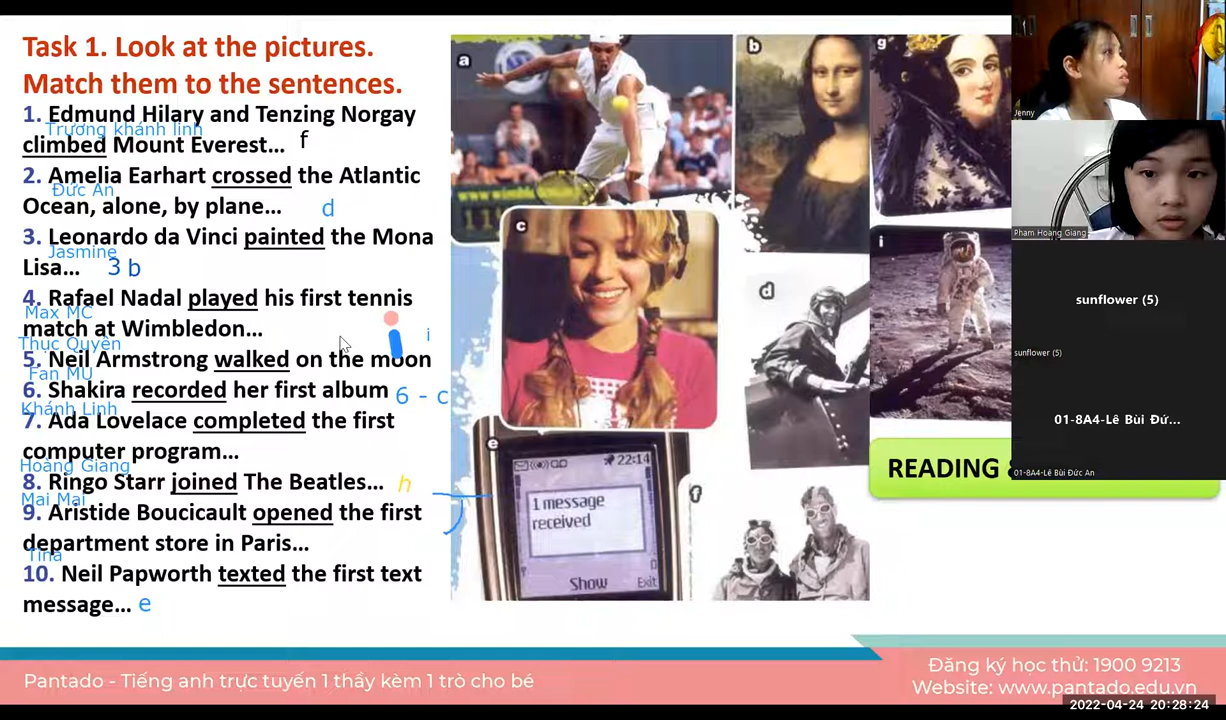 Task 1. Look at the pictures.
Match them to the sentences.
1. Edmund Hilary and Tenzing Norgay
Trương khánh linh
climbed Mount Everest... f
2. Amelia Earhart crossed the Atlantic
Đức An
Ocean, alone, by plane... d
3. Leonardo da Vinci painted the Mona
Jasmine
Lisa... 3 b
4. Rafael Nadal played his first tennis
Max MC
match at Wimbledon... i
Thục Quyên
5. Neil Armstrong walked on the moon
Fan MU
6. Shakira recorded her first album 6 - c
Khánh Linh
7. Ada Lovelace completed the first
computer program...
Hoàng Giang
8. Ringo Starr joined The Beatles... h
Mai Mai
9. Aristide Boucicault opened the first
department store in Paris...
Tina
10. Neil Papworth texted the first text
message... e
a
b
g
c
d
i
e
22:14
1 message
received
Show Exit
f
READING
Jenny
Pham Hoang Giang
sunflower (5)
sunflower (5)
01-8A4-Lê Bùi Đứ...
01-8A4-Lê Bùi Đức An
Pantado - Tiếng anh trực tuyến 1 thầy kèm 1 trò cho bé
Đăng ký học thử: 1900 9213
Website: www.pantado.edu.vn
2022-04-24 20:28:24